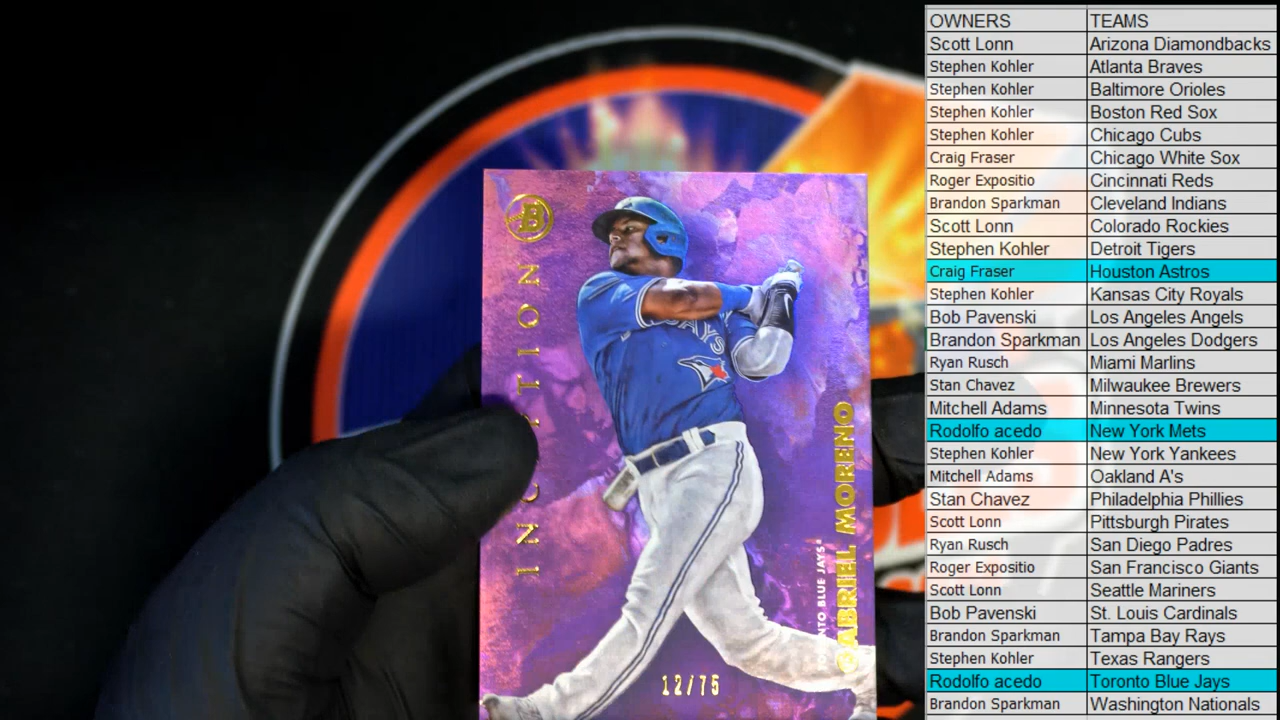 OWNERS TEAMS
Scott Lonn Arizona Diamondbacks
Stephen Kohler Atlanta Braves
Stephen Kohler Baltimore Orioles
Stephen Kohler Boston Red Sox
Stephen Kohler Chicago Cubs
Craig Fraser Chicago White Sox
Roger Expositio Cincinnati Reds
Brandon Sparkman Cleveland Indians
Scott Lonn Colorado Rockies
Stephen Kohler Detroit Tigers
Craig Fraser Houston Astros
Stephen Kohler Kansas City Royals
Bob Pavenski Los Angeles Angels
Brandon Sparkman Los Angeles Dodgers
Ryan Rusch Miami Marlins
Stan Chavez Milwaukee Brewers
Mitchell Adams Minnesota Twins
Rodolfo acedo New York Mets
Stephen Kohler New York Yankees
Mitchell Adams Oakland A's
Stan Chavez Philadelphia Phillies
Scott Lonn Pittsburgh Pirates
Ryan Rusch San Diego Padres
Roger Expositio San Francisco Giants
Scott Lonn Seattle Mariners
Bob Pavenski St. Louis Cardinals
Brandon Sparkman Tampa Bay Rays
Stephen Kohler Texas Rangers
Rodolfo acedo Toronto Blue Jays
Brandon Sparkman Washington Nationals
B
INCEPTION
JAYS
TORONTO BLUE JAYS
GABRIEL MORENO
12/75